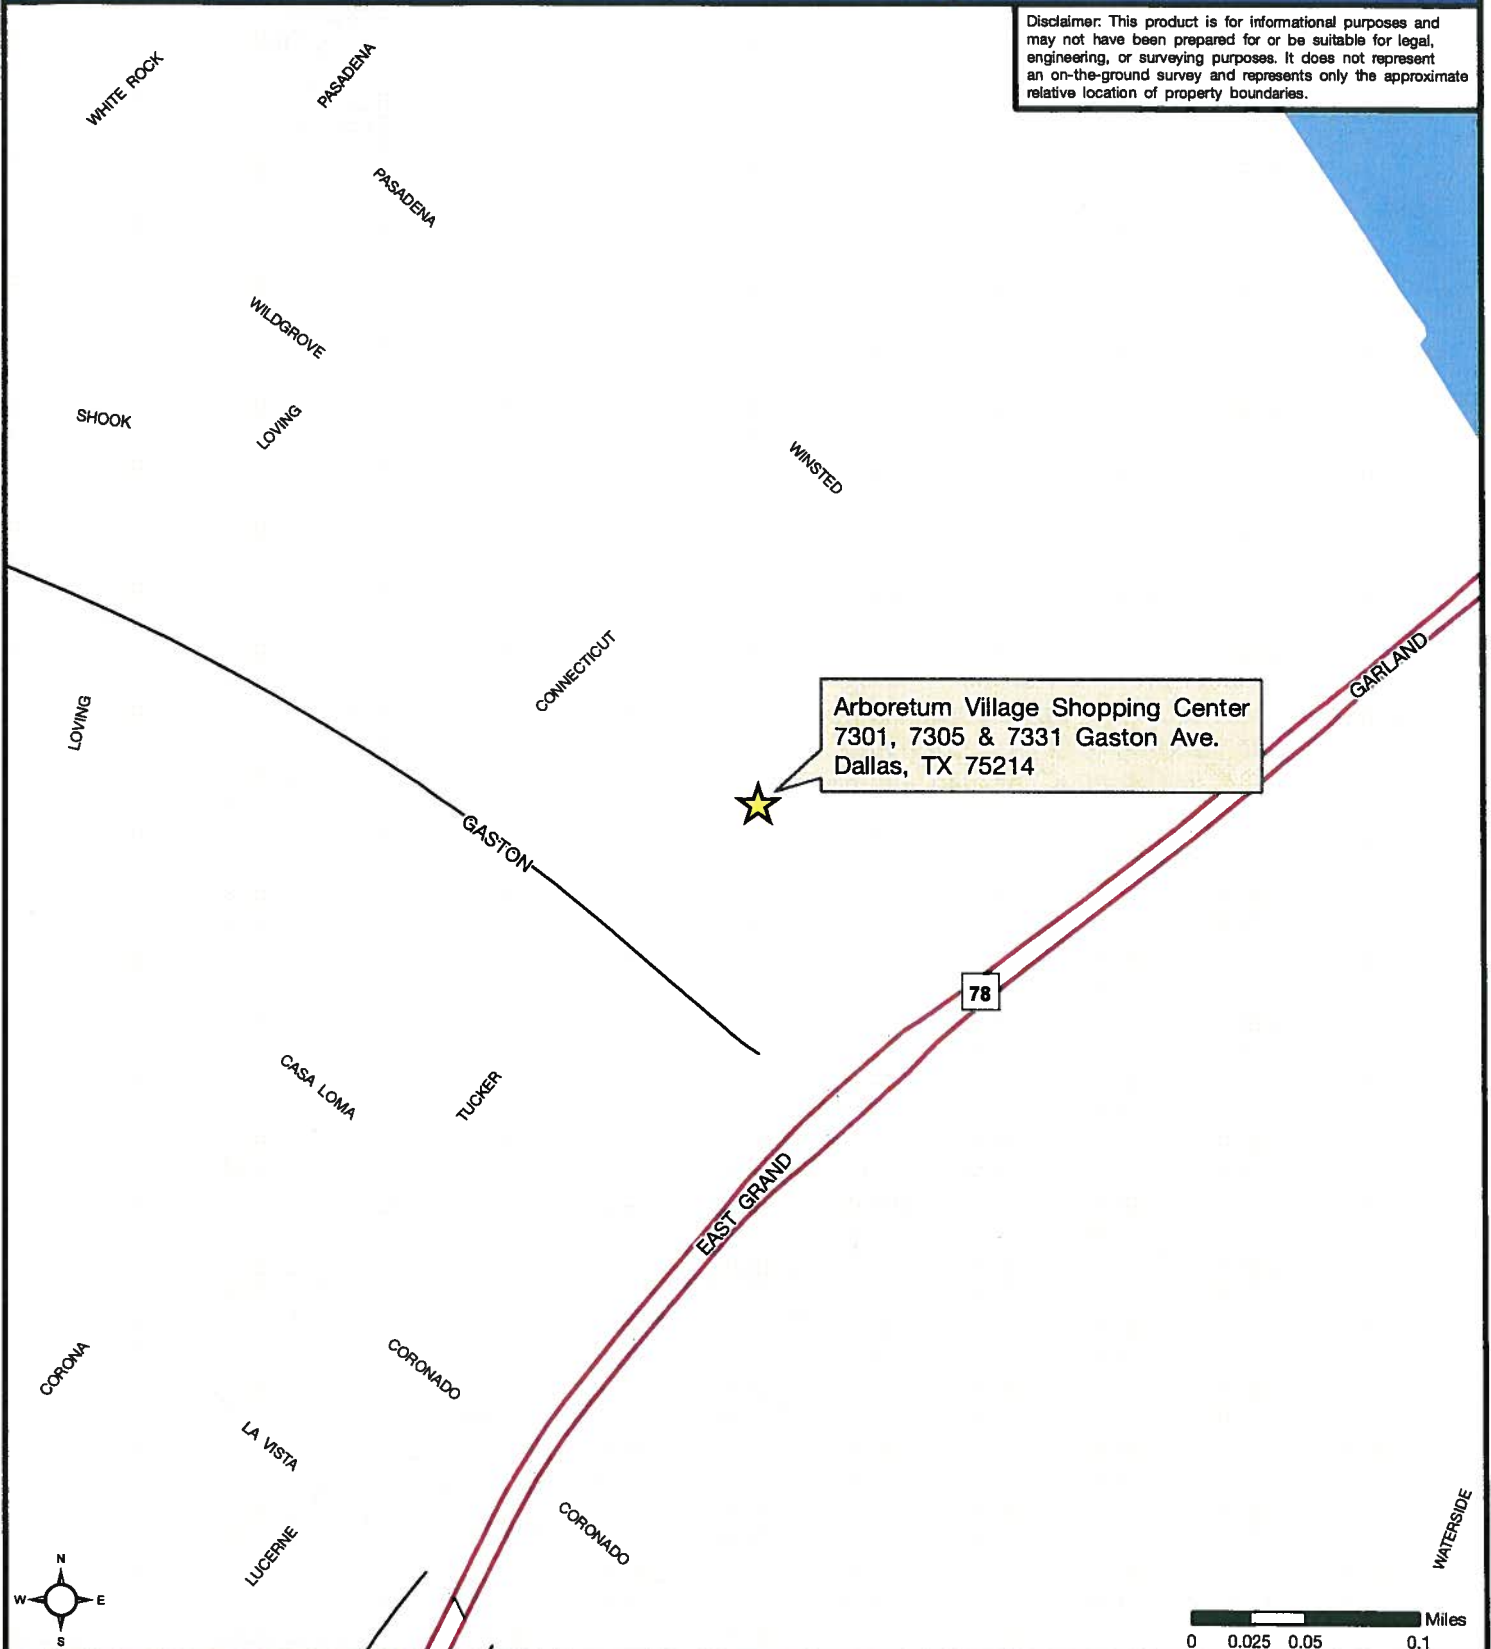 Disclaimer: This product is for informational purposes and
may not have been prepared for or be suitable for legal,
engineering, or surveying purposes. It does not represent
an on-the-ground survey and represents only the approximate
relative location of property boundaries.
WHITE ROCK
PASADENA
PASADENA
WILDGROVE
SHOOK
LOVING
WINSTED
CONNECTICUT
GARLAND
LOVING
Arboretum Village Shopping Center
7301, 7305 & 7331 Gaston Ave.
Dallas, TX 75214
GASTON
78
CASA LOMA
TUCKER
EAST GRAND
CORONA
CORONADO
LA VISTA
CORONADO
LUCERNE
WATERSIDE
N
W E
S
Miles
0 0.025 0.05 0.1